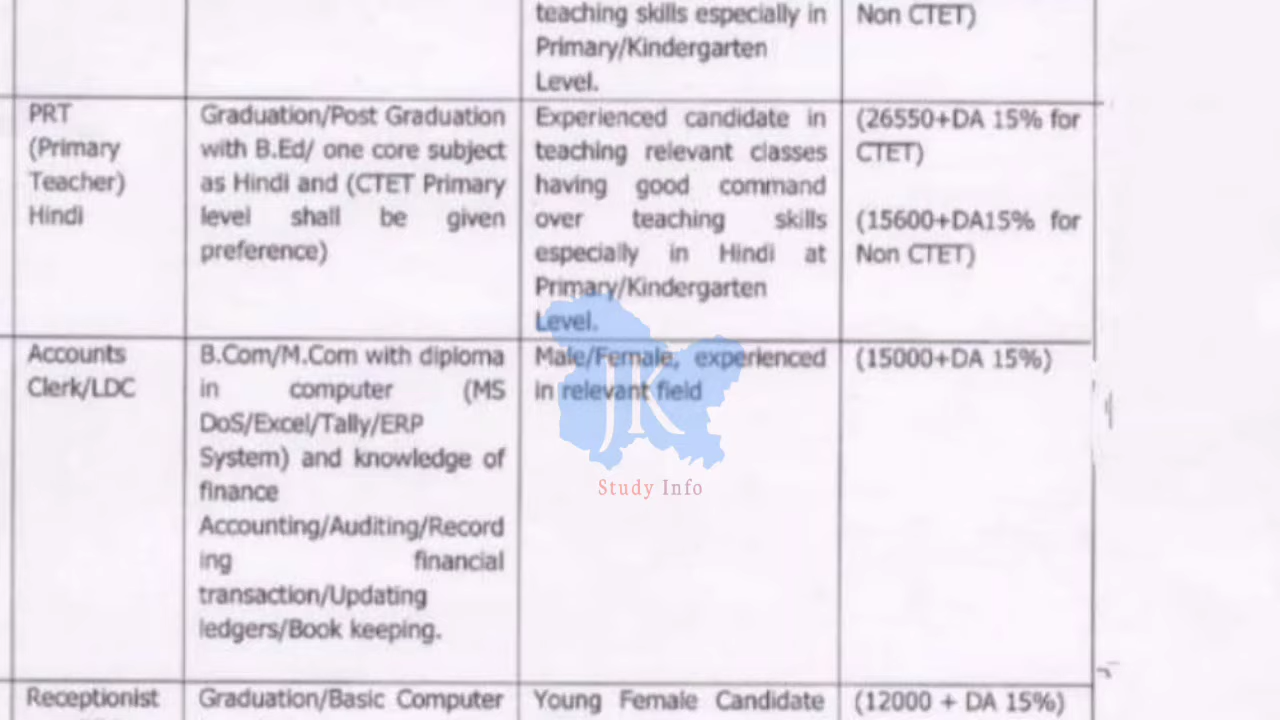 teaching skills especially in
Primary/Kindergarten
Level.
Non CTET)
PRT
(Primary
Teacher)
Hindi
Graduation/Post Graduation
with B.Ed/ one core subject
as Hindi and (CTET Primary
level shall be given
preference)
Experienced candidate in
teaching relevant classes
having good command
over teaching skills
especially in Hindi at
Primary/Kindergarten
Level.
(26550+DA 15% for
CTET)
(15600+DA15% for
Non CTET)
Accounts
Clerk/LDC
B.Com/M.Com with diploma
in computer (MS
DoS/Excel/Tally/ERP
System) and knowledge of
finance
Accounting/Auditing/Record
ing financial
transaction/Updating
ledgers/Book keeping.
Male/Female, experienced
in relevant field
(15000+DA 15%)
JK
Study Info
Receptionist
Graduation/Basic Computer
Young Female Candidate
(12000 + DA 15%)